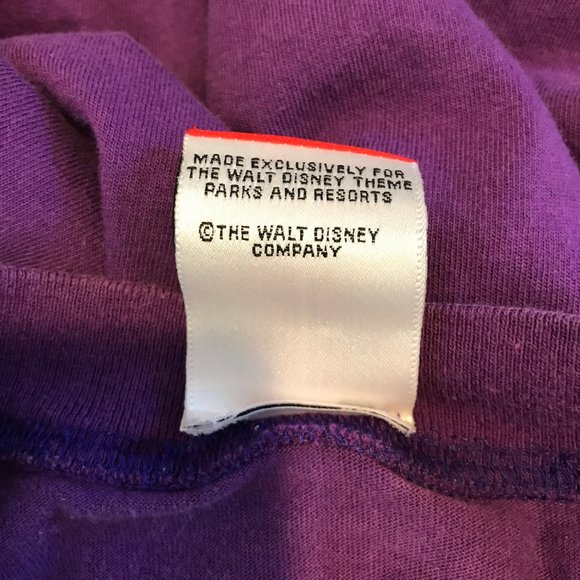 MADE EXCLUSIVELY FOR
THE WALT DISNEY THEME
PARKS AND RESORTS
©THE WALT DISNEY
COMPANY